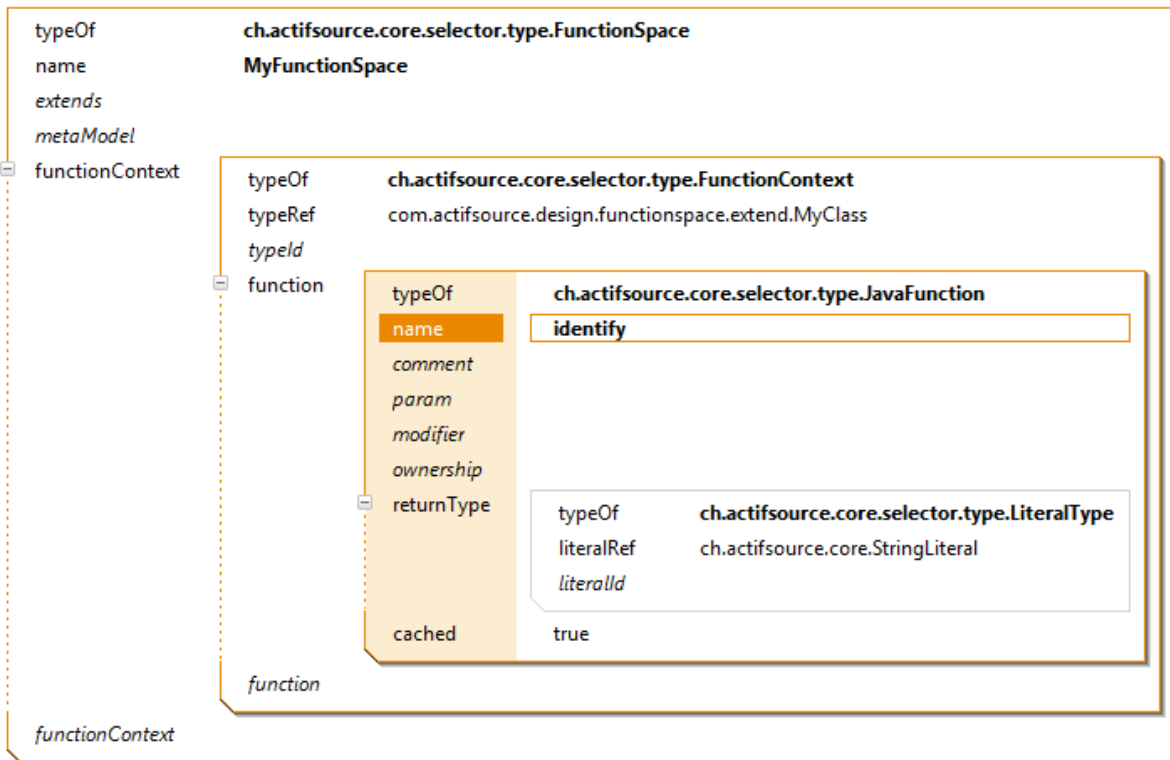 typeOf ch.actifsource.core.selector.type.FunctionSpace
name MyFunctionSpace
extends
metaModel
functionContext
typeOf ch.actifsource.core.selector.type.FunctionContext
typeRef com.actifsource.design.functionspace.extend.MyClass
typeId
function
typeOf ch.actifsource.core.selector.type.JavaFunction
name identify
comment
param
modifier
ownership
returnType
typeOf ch.actifsource.core.selector.type.LiteralType
literalRef ch.actifsource.core.StringLiteral
literalId
cached true
function
functionContext